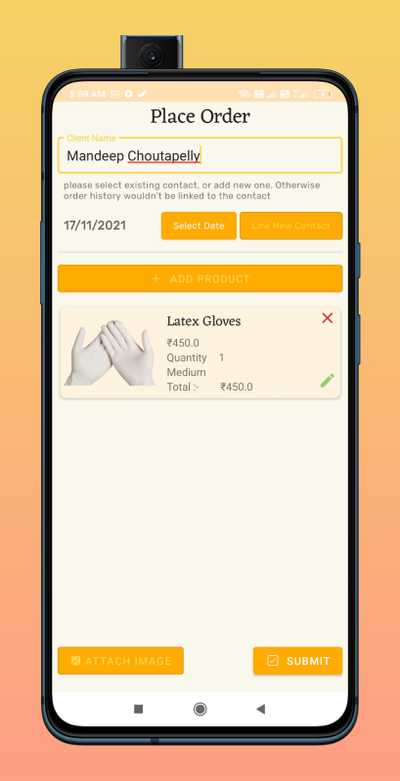 5:09 AM
Place Order
Client Name
Mandeep Choutapelly
please select existing contact, or add new one. Otherwise
order history wouldn't be linked to the contact
17/11/2021 Select Date Link New Contact
+ ADD PRODUCT
Latex Gloves
₹450.0
Quantity 1
Medium
Total :- ₹450.0
ATTACH IMAGE SUBMIT